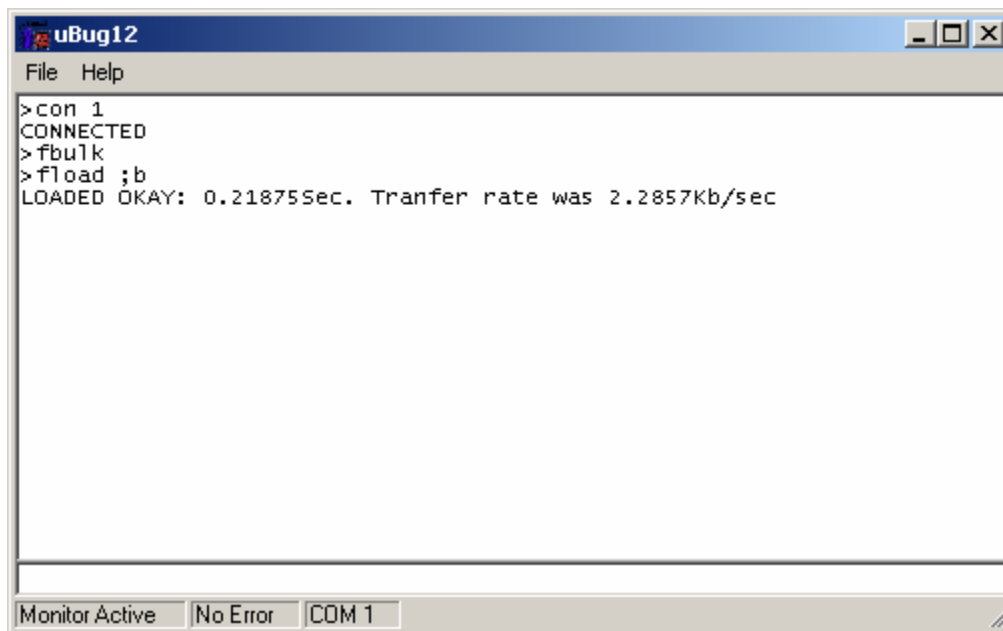 uBug12
File Help
>con 1
CONNECTED
>fbulk
>fload ;b
LOADED OKAY: 0.21875Sec. Tranfer rate was 2.2857Kb/sec
Monitor Active No Error COM 1